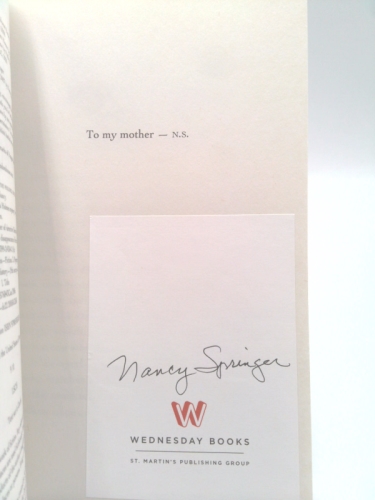 To my mother — N.S.
Nancy Springer
W
WEDNESDAY BOOKS
ST. MARTIN'S PUBLISHING GROUP